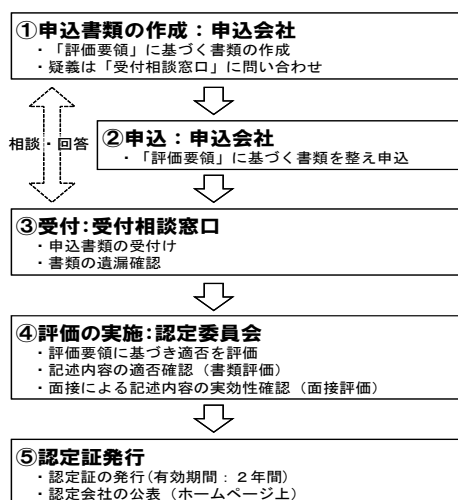 ①申込書類の作成：申込会社
・「評価要領」に基づく書類の作成
・疑義は「受付相談窓口」に問い合わせ
相談・回答
②申込：申込会社
・「評価要領」に基づく書類を整え申込
③受付：受付相談窓口
・申込書類の受付け
・書類の遺漏確認
④評価の実施：認定委員会
・評価要領に基づき適否を評価
・記述内容の適否確認（書類評価）
・面接による記述内容の実効性確認（面接評価）
⑤認定証発行
・認定証の発行(有効期間：２年間)
・認定会社の公表（ホームページ上）